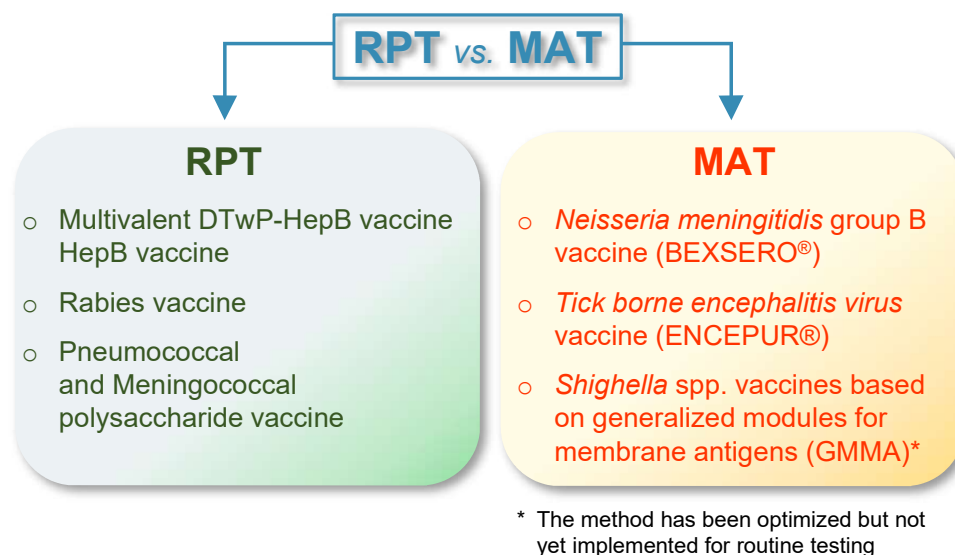 RPT vs. MAT
RPT
○ Multivalent DTwP-HepB vaccine
HepB vaccine
○ Rabies vaccine
○ Pneumococcal
and Meningococcal
polysaccharide vaccine
MAT
○ Neisseria meningitidis group B
vaccine (BEXSERO®)
○ Tick borne encephalitis virus
vaccine (ENCEPUR®)
○ Shighella spp. vaccines based
on generalized modules for
membrane antigens (GMMA)*
* The method has been optimized but not
yet implemented for routine testing